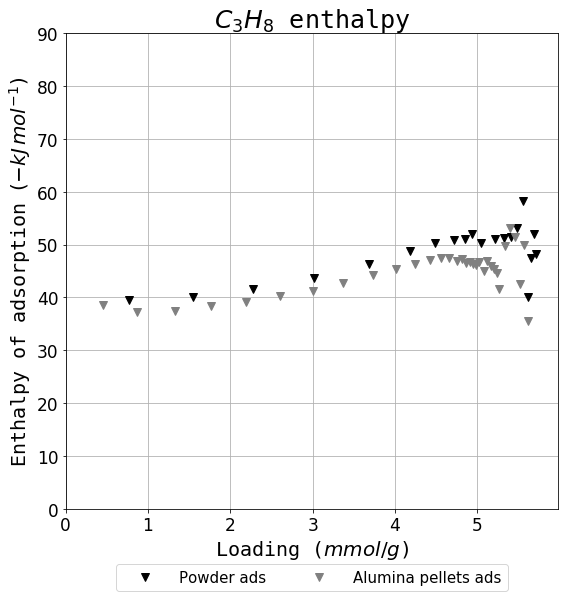 C₃H₈ enthalpy
Enthalpy of adsorption (−kJ mol⁻¹)
90
80
70
60
50
40
30
20
10
0
0 1 2 3 4 5
Loading (mmol/g)
Powder ads Alumina pellets ads